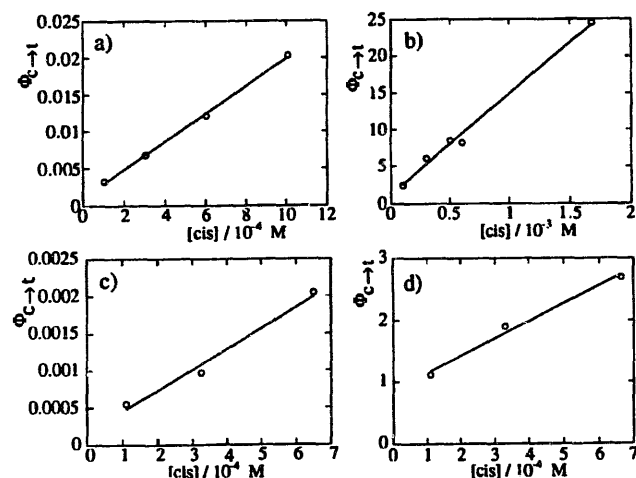 a)
Φc→t
0.025
0.02
0.015
0.01
0.005
0
0 2 4 6 8 10 12
[cis] / 10⁻⁴ M
b)
Φc→t
25
20
15
10
5
0
0 0.5 1 1.5 2
[cis] / 10⁻³ M
c)
Φc→t
0.0025
0.002
0.0015
0.001
0.0005
0
0 1 2 3 4 5 6 7
[cis] / 10⁻⁴ M
d)
Φc→t
3
2
1
0
0 1 2 3 4 5 6 7
[cis] / 10⁻⁴ M